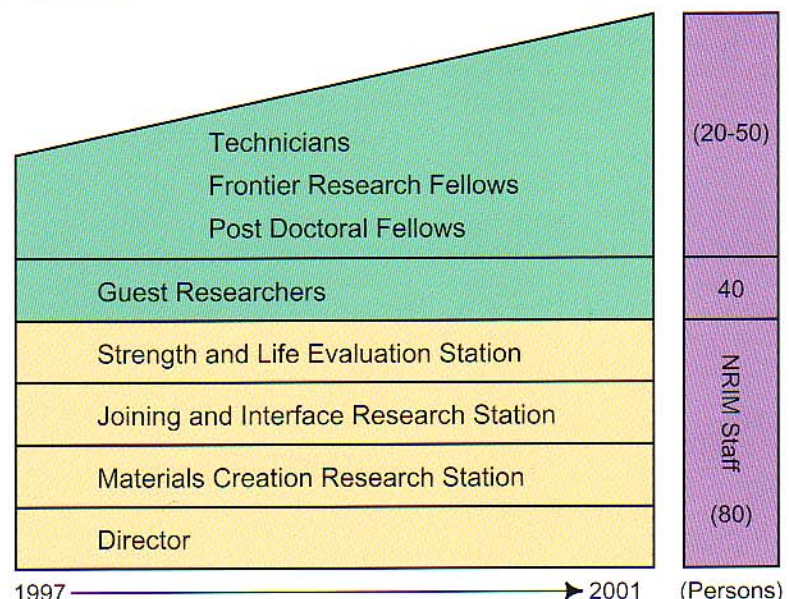 Technicians
Frontier Research Fellows
Post Doctoral Fellows
(20-50)
Guest Researchers
40
Strength and Life Evaluation Station
Joining and Interface Research Station
Materials Creation Research Station
Director
NRIM Staff
(80)
1997
2001
(Persons)